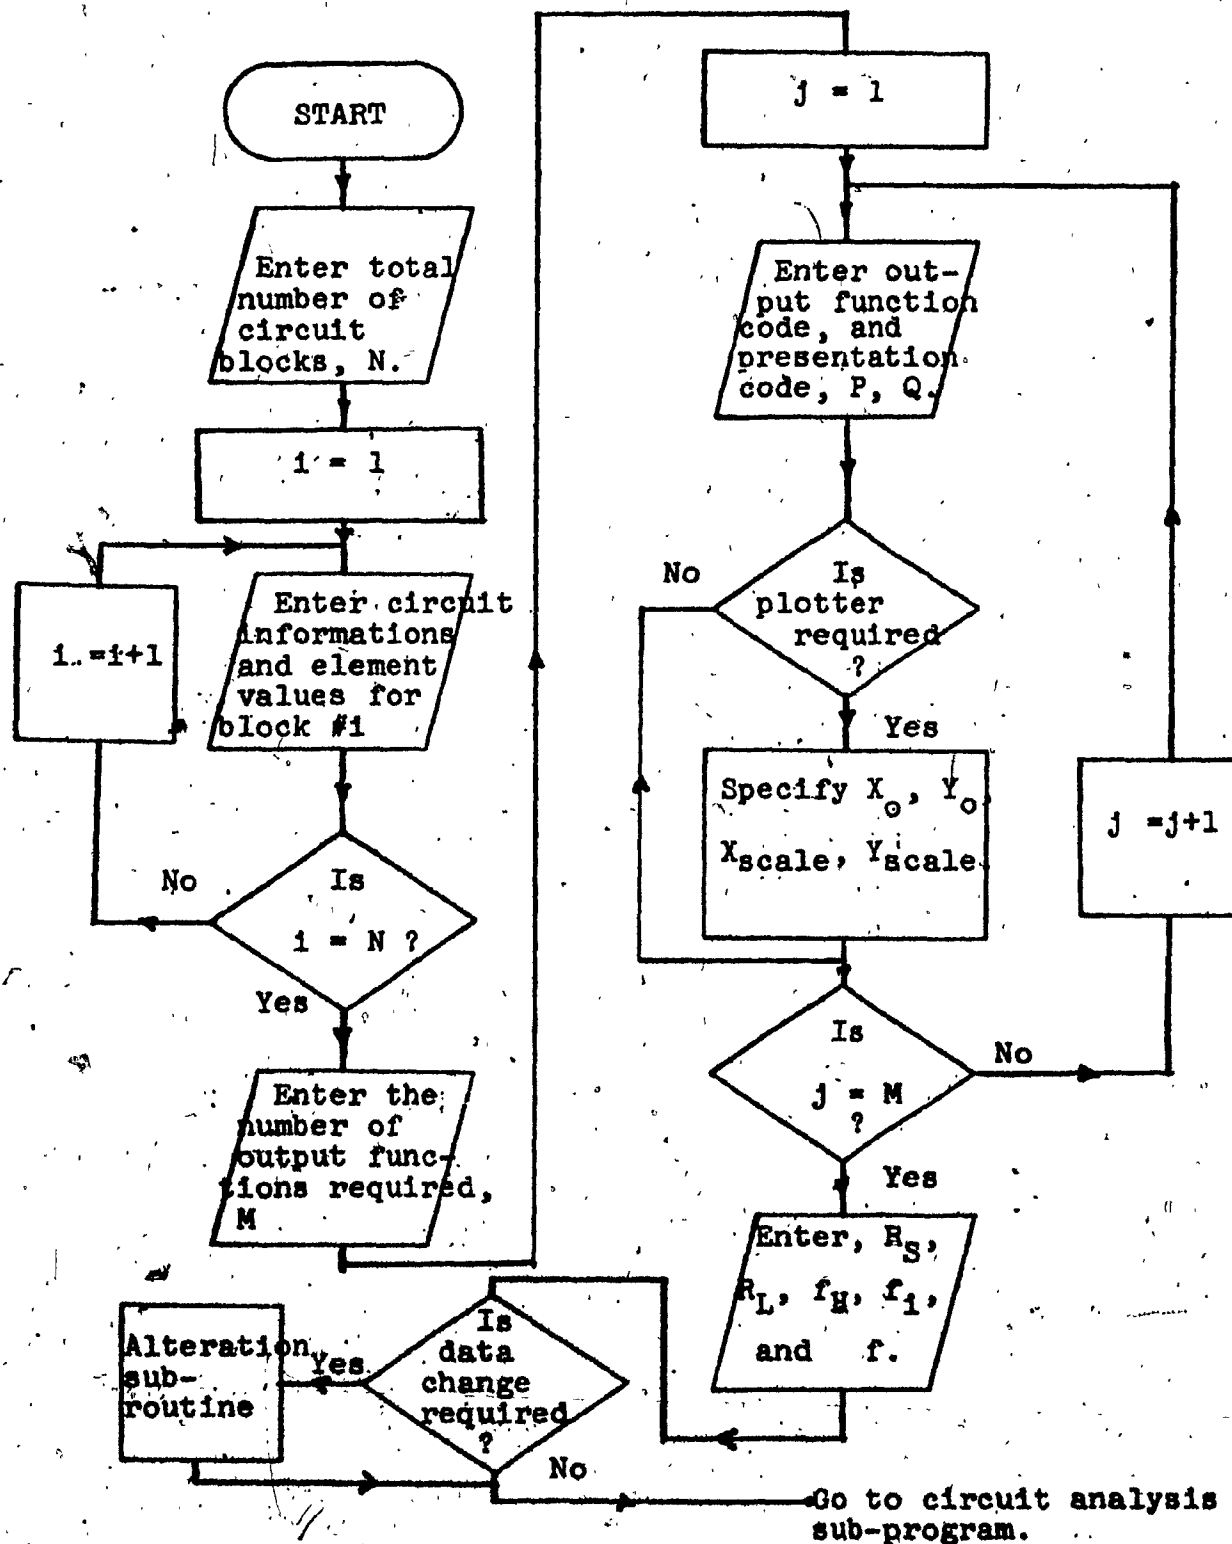 START
Enter total
number of
circuit
blocks, N.
i = 1
Enter circuit
informations
and element
values for
block #i
i =i+1
Is
i = N ?
No
Yes
Enter the
number of
output func-
tions required,
M
j = 1
Enter out-
put function
code, and
presentation
code, P, Q.
Is
plotter
required
?
No
Yes
Specify Xo, Yo
Xscale, Yscale
Is
j = M
?
No
j =j+1
Yes
Enter, RS,
RL, fH, fi,
and f.
Is
data
change
required
?
Yes
Alteration
sub-
routine
No
Go to circuit analysis
sub-program.